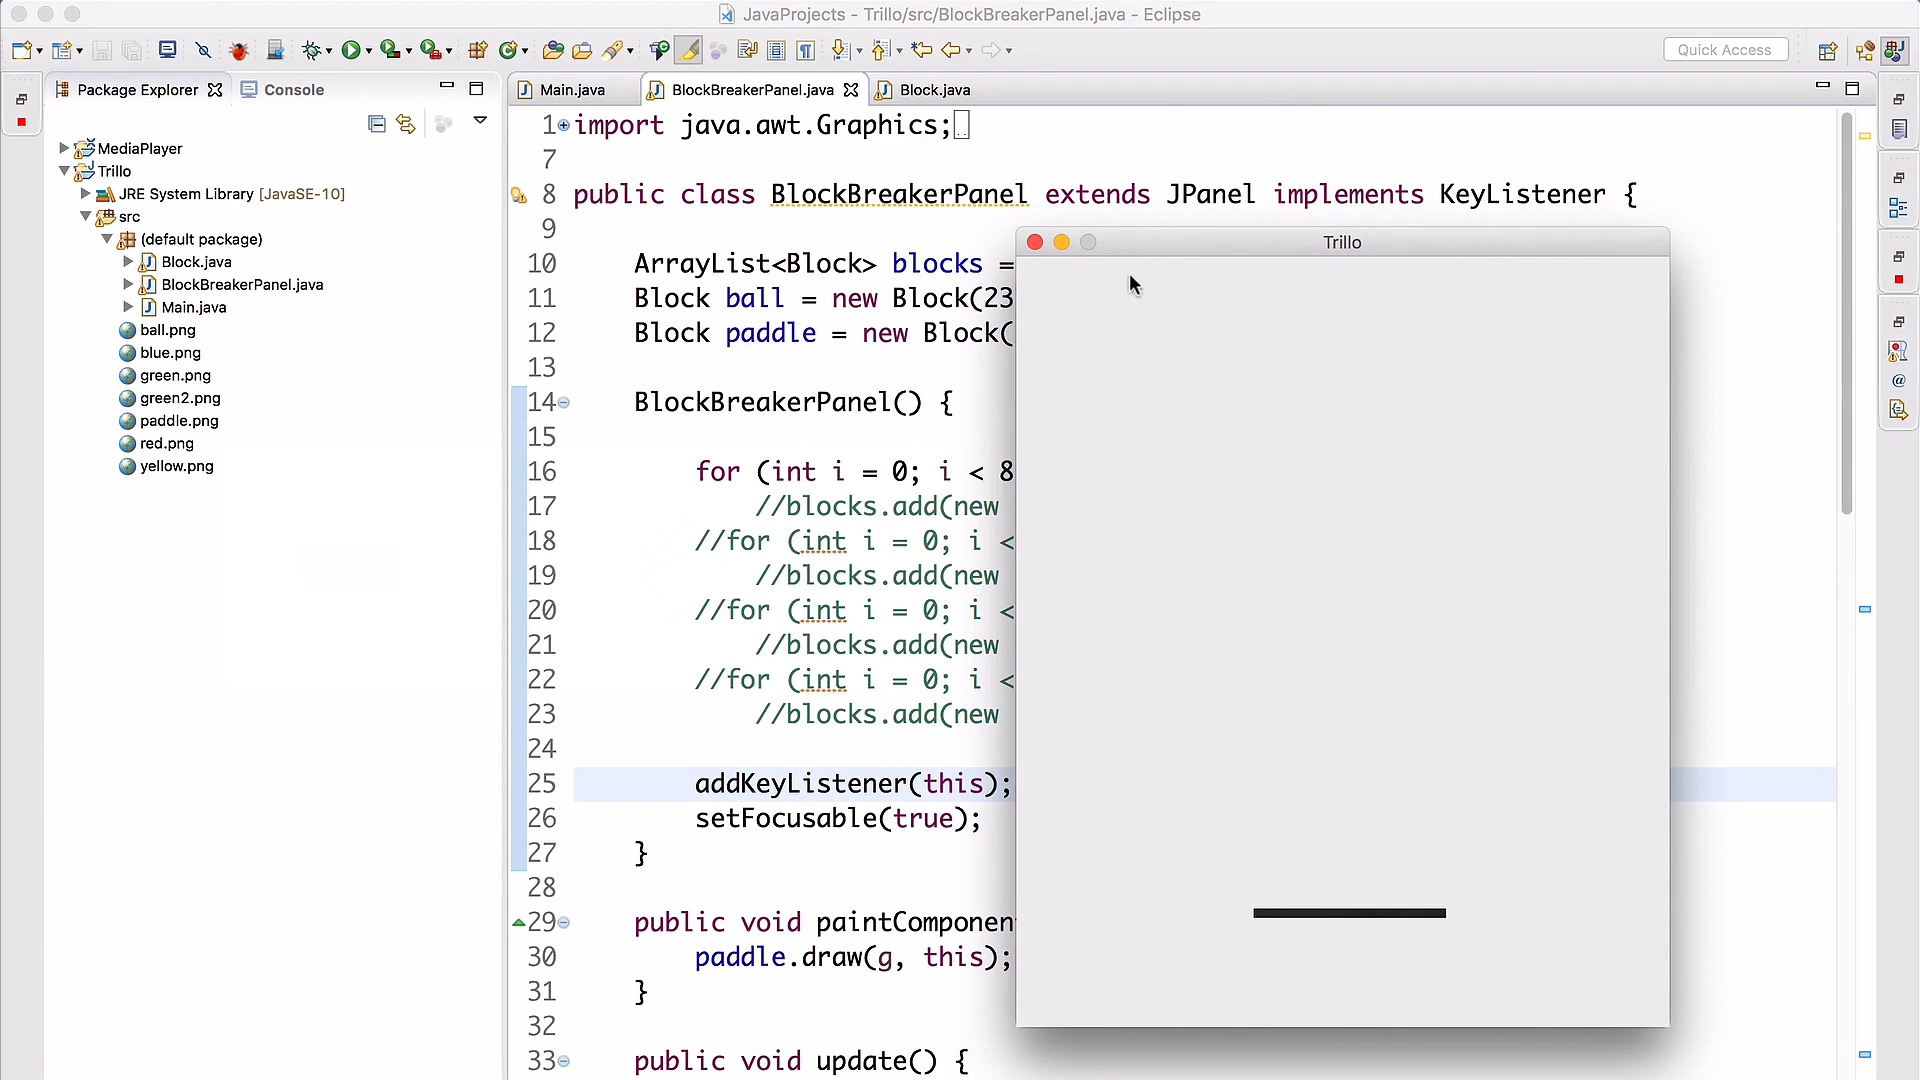 JavaProjects - Trillo/src/BlockBreakerPanel.java - Eclipse
Quick Access
Package Explorer
Console
Main.java
BlockBreakerPanel.java
Block.java
MediaPlayer
Trillo
JRE System Library [JavaSE-10]
src
(default package)
Block.java
BlockBreakerPanel.java
Main.java
ball.png
blue.png
green.png
green2.png
paddle.png
red.png
yellow.png
1 import java.awt.Graphics;
7
8 public class BlockBreakerPanel extends JPanel implements KeyListener {
9
10 ArrayList<Block> blocks =
11 Block ball = new Block(23
12 Block paddle = new Block(
13
14 BlockBreakerPanel() {
15
16 for (int i = 0; i < 8
17 //blocks.add(new
18 //for (int i = 0; i <
19 //blocks.add(new
20 //for (int i = 0; i <
21 //blocks.add(new
22 //for (int i = 0; i <
23 //blocks.add(new
24
25 addKeyListener(this);
26 setFocusable(true);
27 }
28
29 public void paintComponent
30 paddle.draw(g, this);
31 }
32
33 public void update() {
Trillo